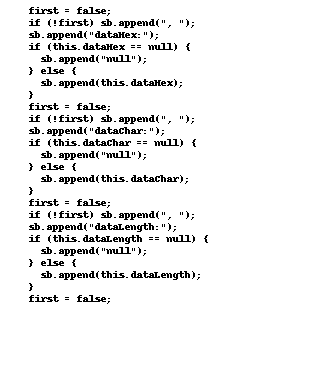 first = false;
if (!first) sb.append(", ");
sb.append("dataHex:");
if (this.dataHex == null) {
sb.append("null");
} else {
sb.append(this.dataHex);
}
first = false;
if (!first) sb.append(", ");
sb.append("dataChar:");
if (this.dataChar == null) {
sb.append("null");
} else {
sb.append(this.dataChar);
}
first = false;
if (!first) sb.append(", ");
sb.append("dataLength:");
if (this.dataLength == null) {
sb.append("null");
} else {
sb.append(this.dataLength);
}
first = false;